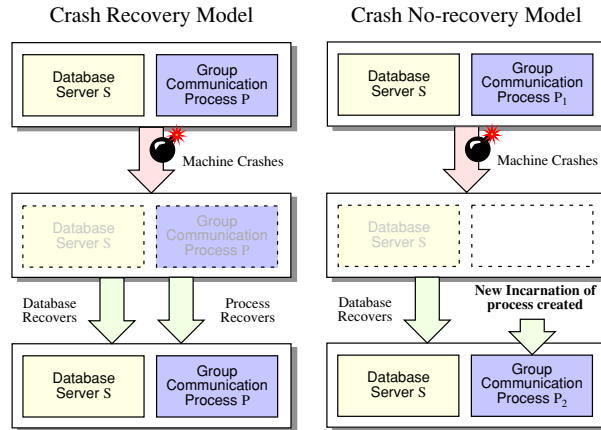 Crash Recovery Model
Database
Server S
Group
Communication
Process P
Machine Crashes
Database
Server S
Group
Communication
Process P
Database
Recovers
Process
Recovers
Database
Server S
Group
Communication
Process P
Crash No-recovery Model
Database
Server S
Group
Communication
Process P₁
Machine Crashes
Database
Server S
Database
Recovers
New Incarnation of
process created
Database
Server S
Group
Communication
Process P₂